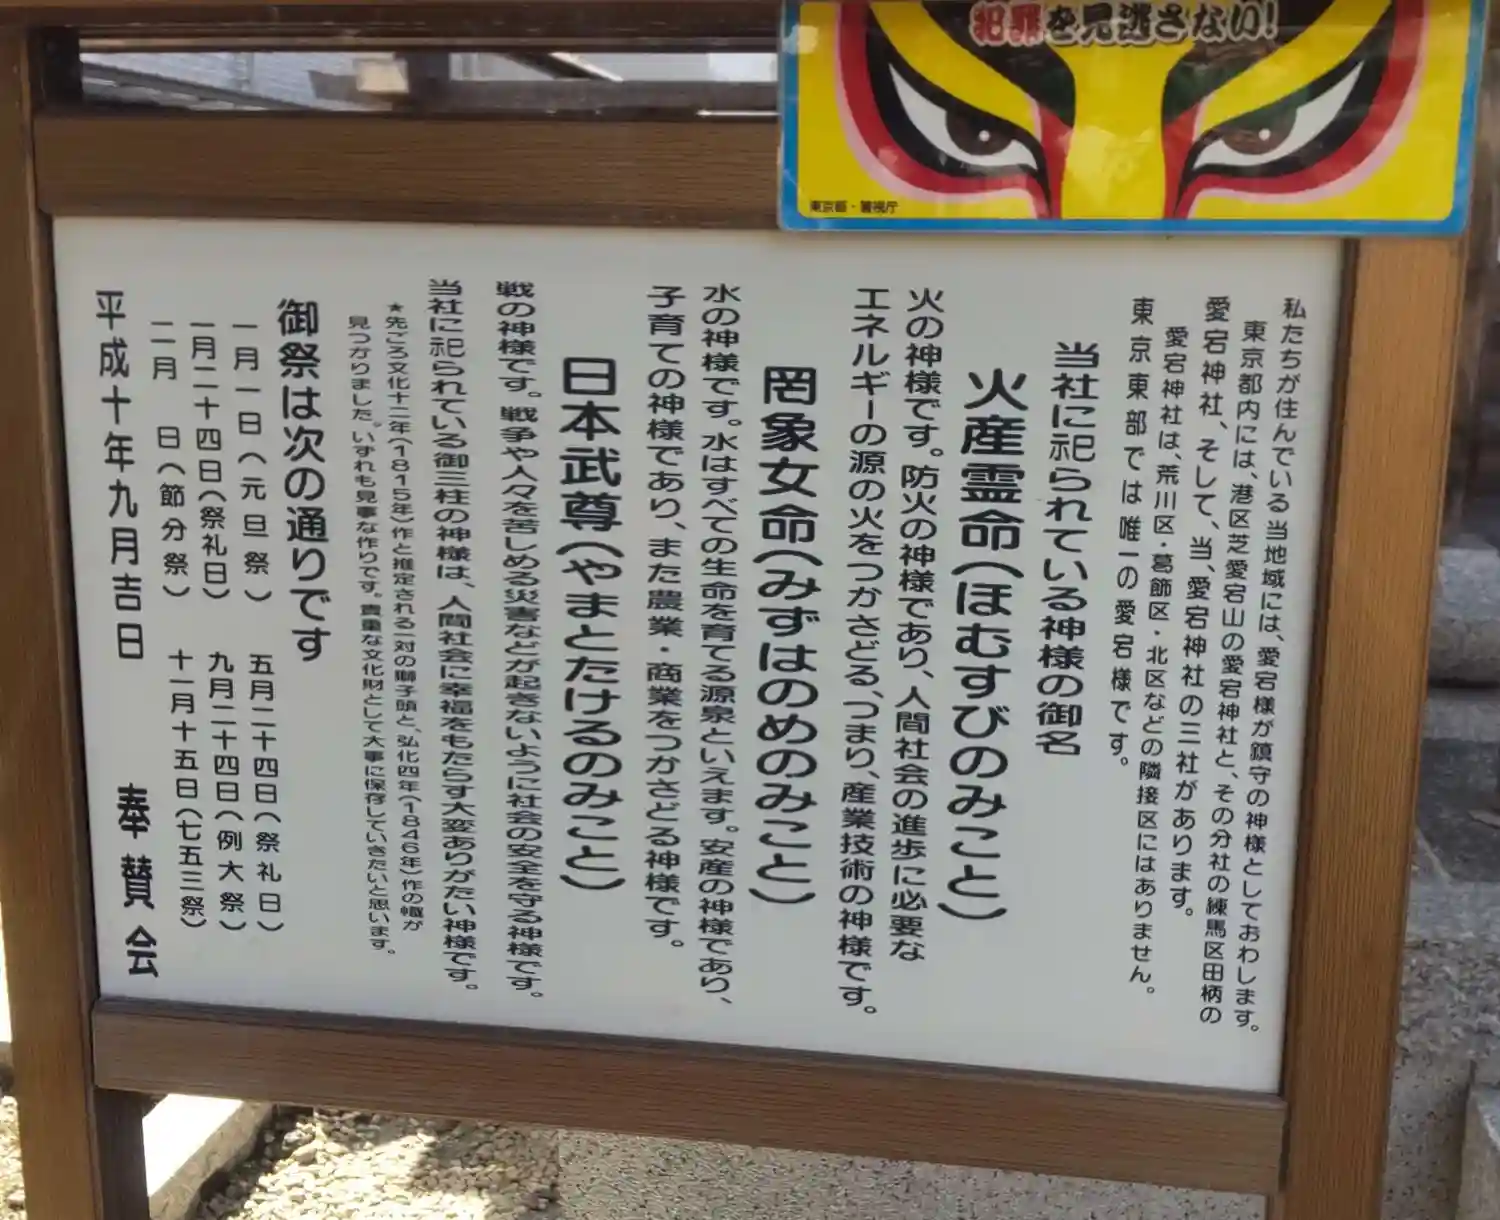 犯罪を見逃さない!
東京都・警視庁
私たちが住んでいる当地域には、愛宕様が鎮守の神様としておわします。
東京都内には、港区芝愛宕山の愛宕神社と、その分社の練馬区田柄の
愛宕神社、そして、当、愛宕神社の三社があります。
愛宕神社は、荒川区・葛飾区・北区などの隣接区にはありません。
東京東部では唯一の愛宕様です。
当社に祀られている神様の御名
火産霊命(ほむすびのみこと)
火の神様です。防火の神様であり、人間社会の進歩に必要な
エネルギーの源の火をつかさどる、つまり、産業技術の神様です。
罔象女命(みずはのめのみこと)
水の神様です。水はすべての生命を育てる源泉といえます。安産の神様であり、
子育ての神様であり、また農業・商業をつかさどる神様です。
日本武尊(やまとたけるのみこと)
戦の神様です。戦争や人々を苦しめる災害などが起きないように社会の安全を守る神様です。
当社に祀られている御三柱の神様は、人間社会に幸福をもたらす大変ありがたい神様です。
★先ごろ文化十二年(1815年)作と推定される一対の獅子頭と、弘化四年(1846年)作の幟が
見つかりました。いずれも見事な作りです。貴重な文化財として大事に保存していきたいと思います。
御祭は次の通りです
一月一日(元旦祭) 五月二十四日(祭礼日)
一月二十四日(祭礼日) 九月二十四日(例大祭)
二月 日(節分祭) 十一月十五日(七五三祭)
平成十年九月吉日 奉賛会